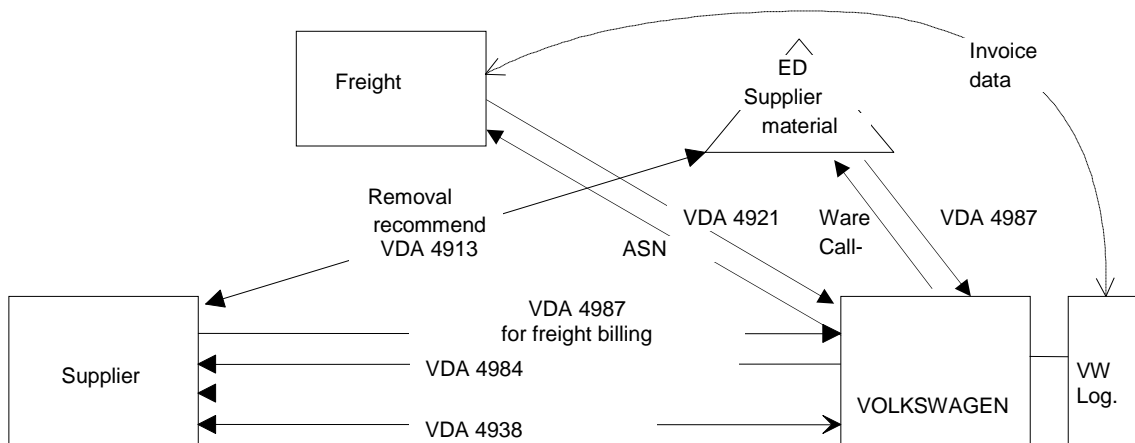 Freight
ED
Supplier
material
Invoice
data
Removal
recommend
VDA 4913
VDA 4921
ASN
Ware
Call-
VDA 4987
VDA 4987
for freight billing
Supplier
VDA 4984
VDA 4938
VOLKSWAGEN
VW
Log.